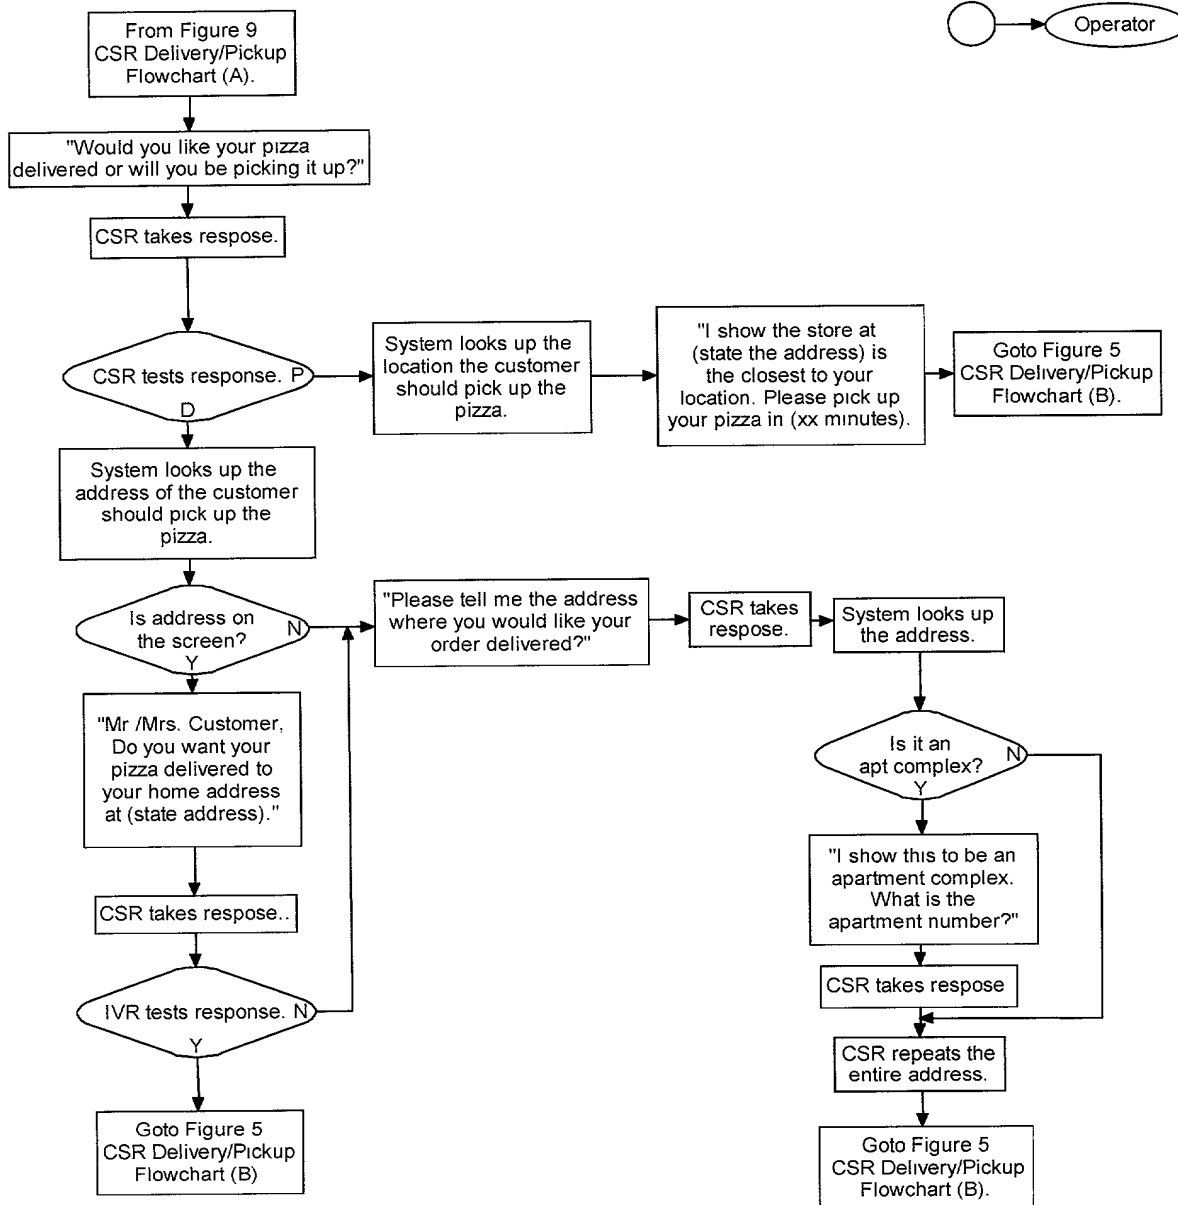 From Figure 9
CSR Delivery/Pickup
Flowchart (A).
Operator
"Would you like your pizza
delivered or will you be picking it up?"
CSR takes respose.
CSR tests response. P
D
System looks up the
location the customer
should pick up the
pizza.
"I show the store at
(state the address) is
the closest to your
location. Please pick up
your pizza in (xx minutes).
Goto Figure 5
CSR Delivery/Pickup
Flowchart (B).
System looks up the
address of the customer
should pick up the
pizza.
Is address on
the screen?
N
Y
"Please tell me the address
where you would like your
order delivered?"
CSR takes
respose.
System looks up
the address.
"Mr /Mrs. Customer,
Do you want your
pizza delivered to
your home address
at (state address)."
Is it an
apt complex?
N
Y
"I show this to be an
apartment complex.
What is the
apartment number?"
CSR takes respose..
CSR takes respose
IVR tests response. N
Y
CSR repeats the
entire address.
Goto Figure 5
CSR Delivery/Pickup
Flowchart (B)
Goto Figure 5
CSR Delivery/Pickup
Flowchart (B).